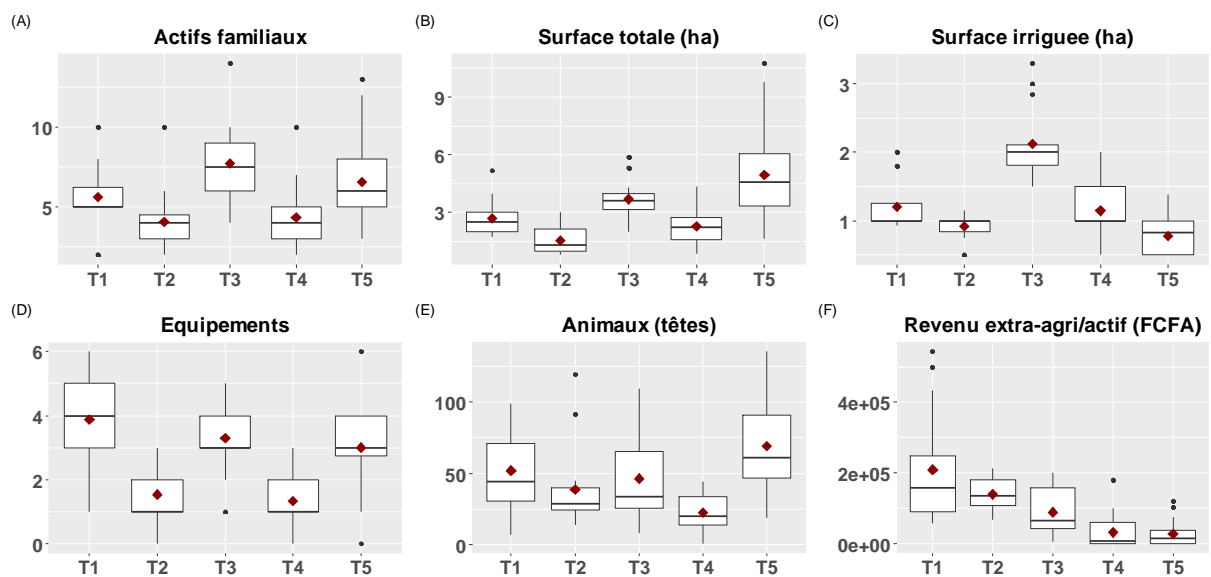 (A)
Actifs familiaux
10
5
T1 T2 T3 T4 T5
(B)
Surface totale (ha)
9
6
3
T1 T2 T3 T4 T5
(C)
Surface irriguee (ha)
3
2
1
T1 T2 T3 T4 T5
(D)
Equipements
6
4
2
0
T1 T2 T3 T4 T5
(E)
Animaux (têtes)
100
50
0
T1 T2 T3 T4 T5
(F)
Revenu extra-agri/actif (FCFA)
4e+05
2e+05
0e+00
T1 T2 T3 T4 T5